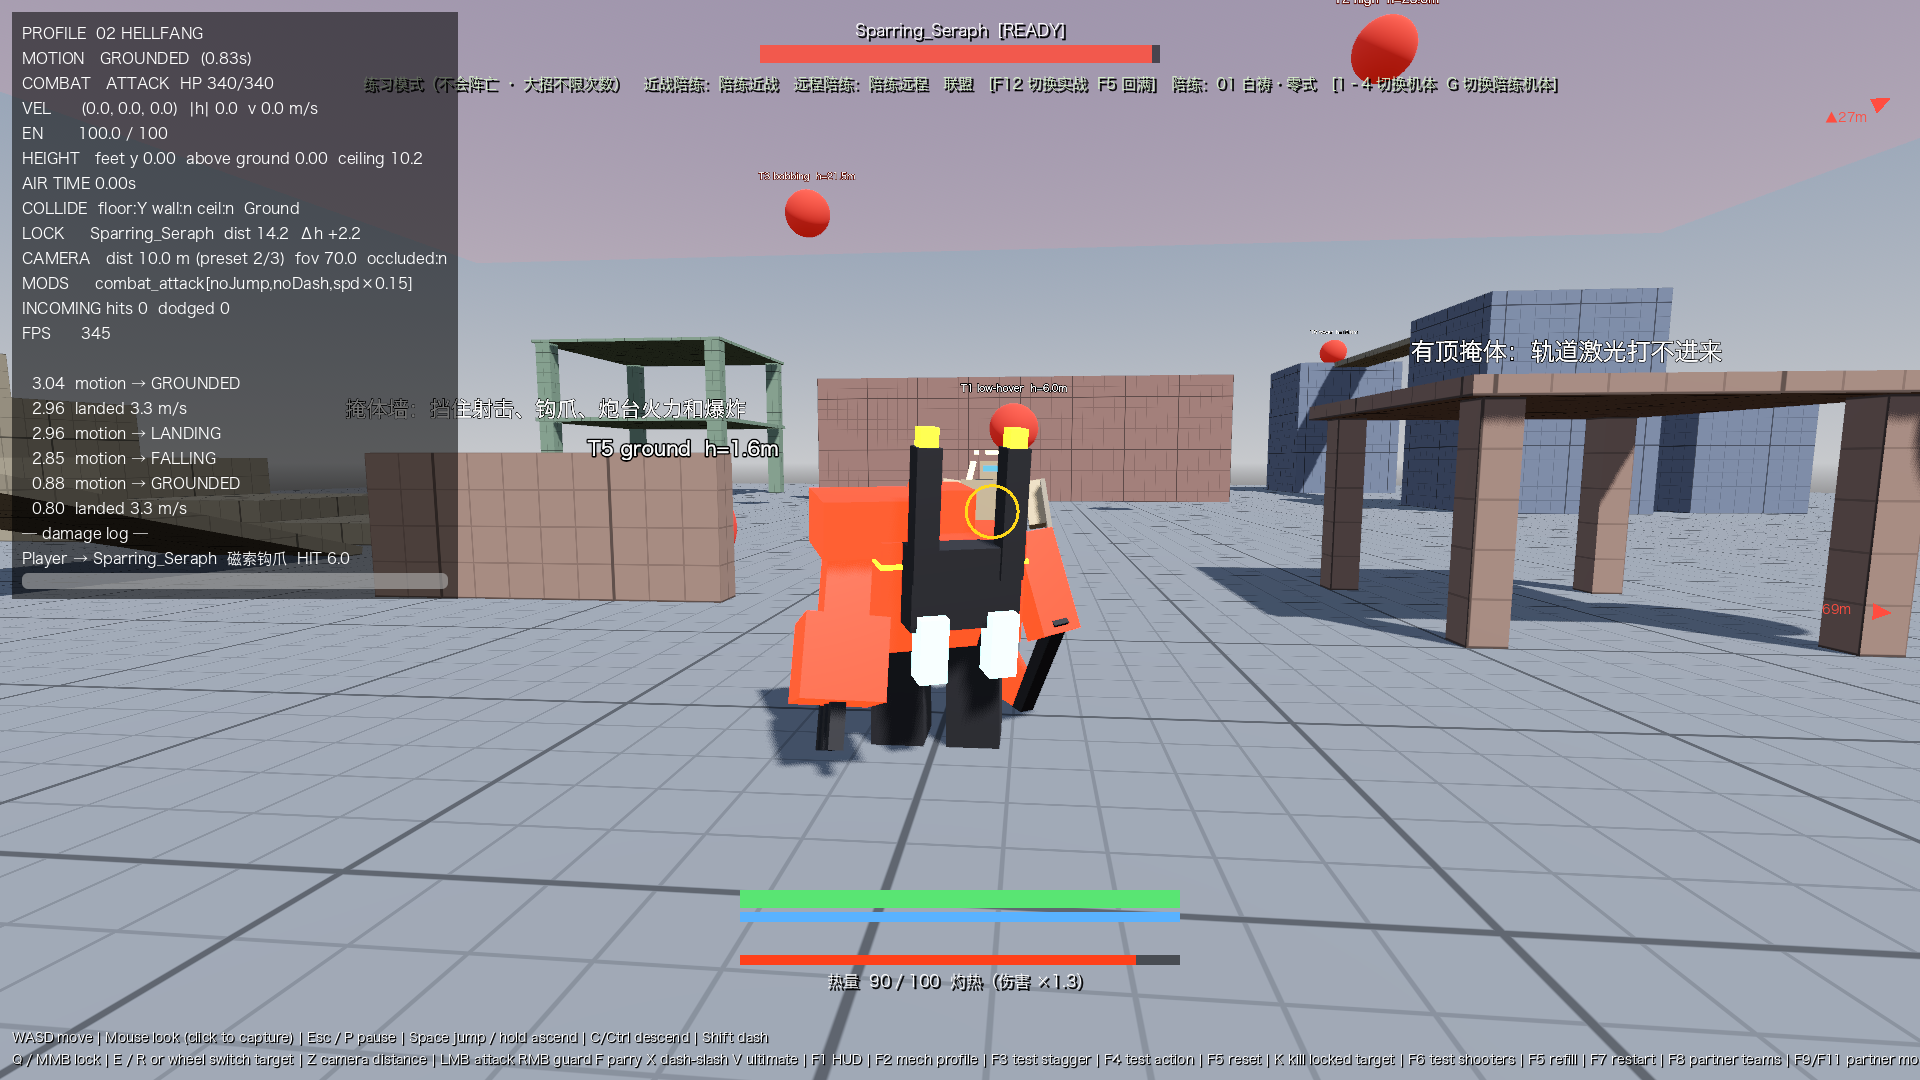 PROFILE  02 HELLFANG
MOTION  GROUNDED  (0.83s)
COMBAT  ATTACK  HP 340/340
VEL  (0.0, 0.0, 0.0)  |h| 0.0  v 0.0 m/s
EN  100.0 / 100
HEIGHT  feet y 0.00  above ground 0.00  ceiling 10.2
AIR TIME 0.00s
COLLIDE  floor:Y wall:n ceil:n  Ground
LOCK  Sparring_Seraph  dist 14.2  Δh +2.2
CAMERA  dist 10.0 m (preset 2/3)  fov 70.0  occluded:n
MODS  combat_attack[noJump,noDash,spd×0.15]
INCOMING hits 0  dodged 0
FPS  345
3.04  motion → GROUNDED
2.96  landed 3.3 m/s
2.96  motion → LANDING
2.85  motion → FALLING
0.88  motion → GROUNDED
0.80  landed 3.3 m/s
— damage log —
Player → Sparring_Seraph  磁索钩爪  HIT 6.0
Sparring_Seraph  [READY]
练习模式（不会阵亡 · 大招不限次数）  近战陪练：陪练近战  远程陪练：陪练远程  联盟  [F12 切换实战  F5 回满]  陪练：01 白祷·零式  [1 - 4 切换机体  G 切换陪练机体]
▲27m
T3 bobbing  h=21.5m
有顶掩体：轨道激光打不进来
T1 low-hover  h=6.0m
掩体墙：挡住射击、钩爪、炮台火力和爆炸
T5 ground  h=1.6m
69m
热量  90 / 100  灼热（伤害 ×1.3）
WASD move | Mouse look (click to capture) | Esc / P pause | Space jump / hold ascend | C/Ctrl descend | Shift dash
Q / MMB lock | E / R or wheel switch target | Z camera distance | LMB attack RMB guard F parry X dash-slash V ultimate | F1 HUD | F2 mech profile | F3 test stagger | F4 test action | F5 reset | K kill locked target | F6 test shooters | F5 refill | F7 restart | F8 partner teams | F9/F11 partner mo